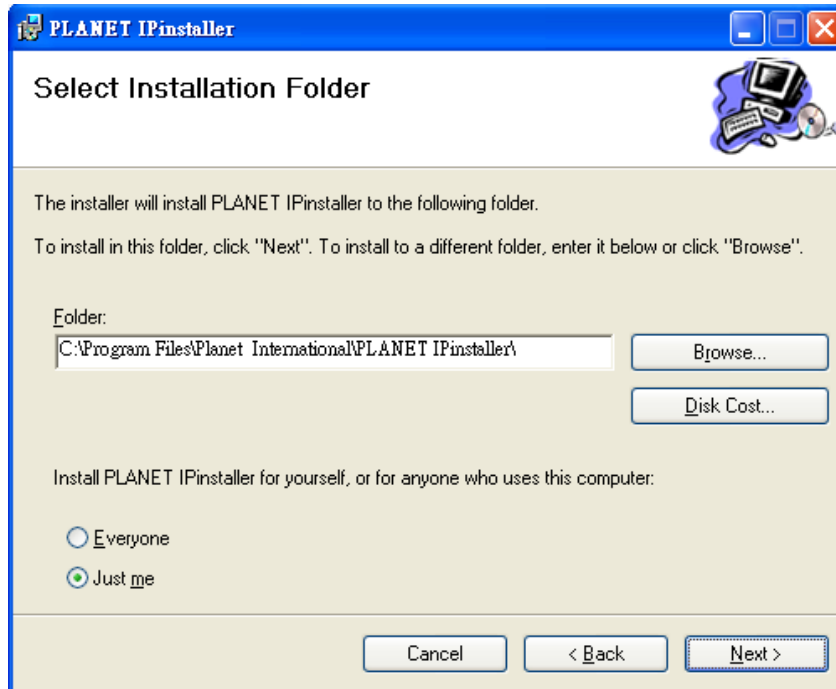 PLANET IPinstaller
Select Installation Folder
The installer will install PLANET IPinstaller to the following folder.
To install in this folder, click "Next". To install to a different folder, enter it below or click "Browse".
Folder:
C:\Program Files\Planet  International\PLANET IPinstaller\
Browse...
Disk Cost...
Install PLANET IPinstaller for yourself, or for anyone who uses this computer:
Everyone
Just me
Cancel
< Back
Next >